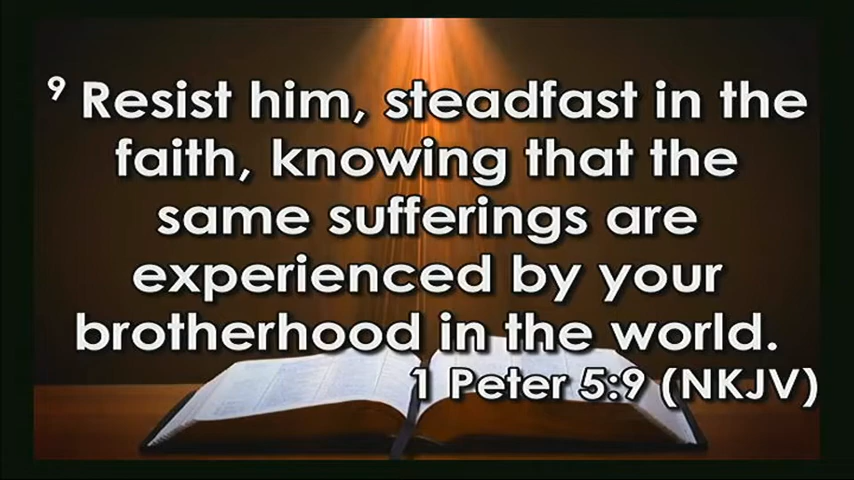 9 Resist him, steadfast in the
faith, knowing that the
same sufferings are
experienced by your
brotherhood in the world.
1 Peter 5:9 (NKJV)